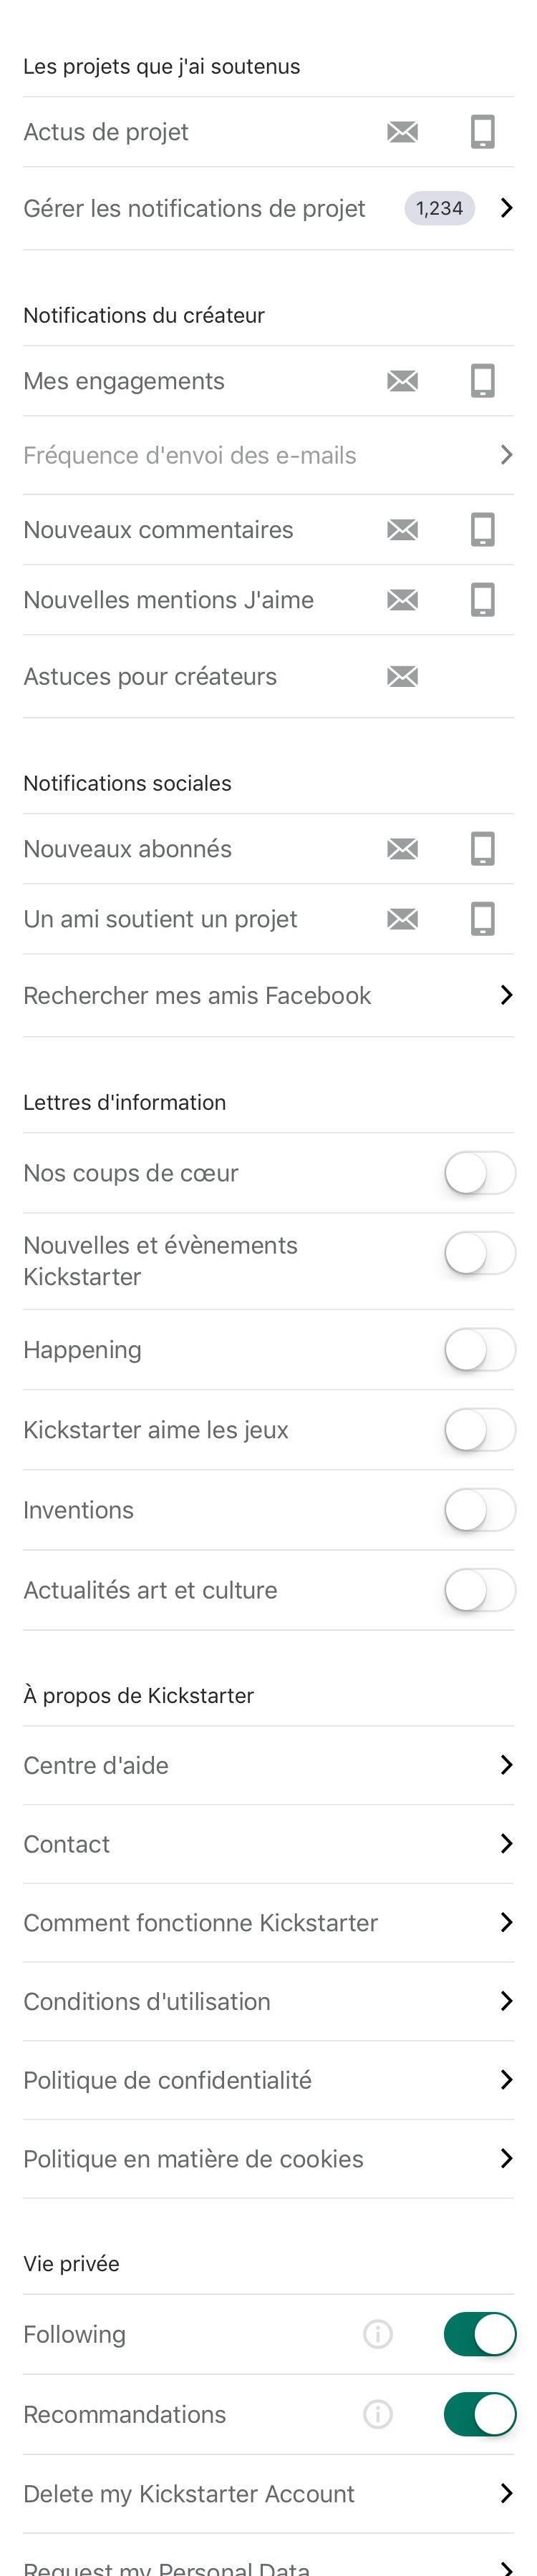 Les projets que j'ai soutenus
Actus de projet
Gérer les notifications de projet 1,234
Notifications du créateur
Mes engagements
Fréquence d'envoi des e-mails
Nouveaux commentaires
Nouvelles mentions J'aime
Astuces pour créateurs
Notifications sociales
Nouveaux abonnés
Un ami soutient un projet
Rechercher mes amis Facebook
Lettres d'information
Nos coups de cœur
Nouvelles et évènements
Kickstarter
Happening
Kickstarter aime les jeux
Inventions
Actualités art et culture
À propos de Kickstarter
Centre d'aide
Contact
Comment fonctionne Kickstarter
Conditions d'utilisation
Politique de confidentialité
Politique en matière de cookies
Vie privée
Following
Recommandations
Delete my Kickstarter Account
Request my Personal Data